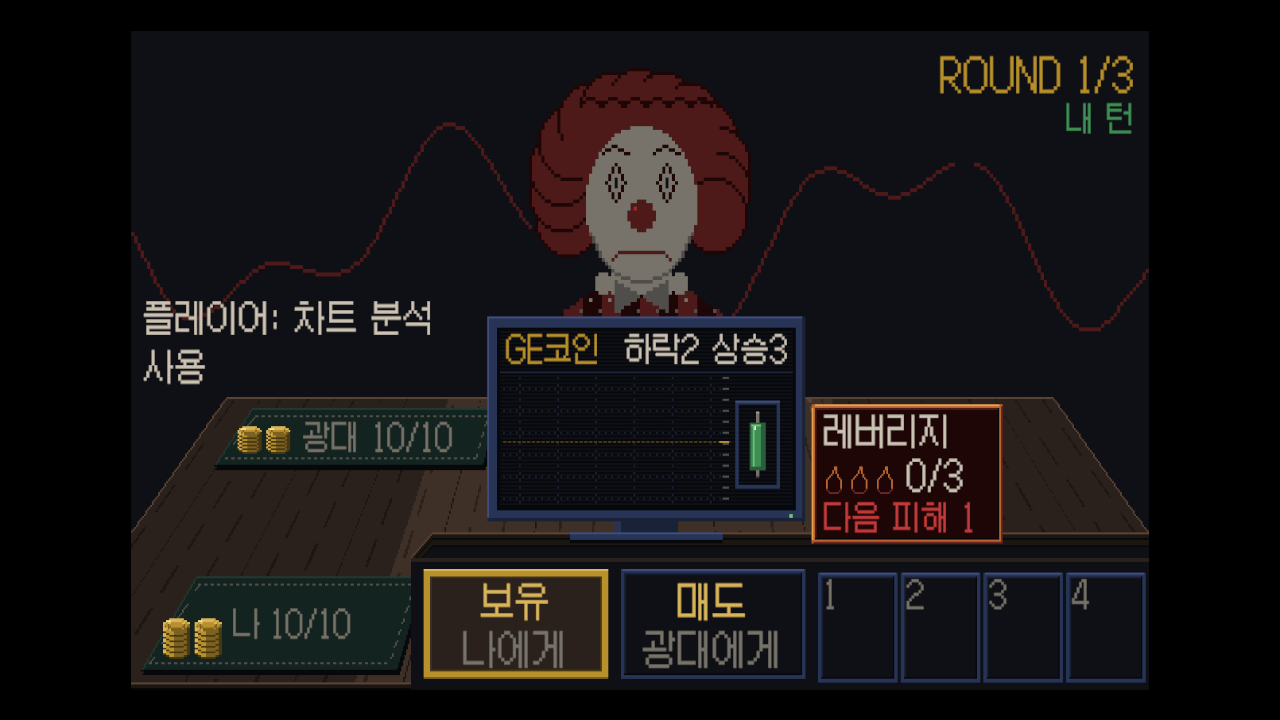 ROUND 1/3
내 턴
플레이어: 차트 분석
사용
GE코인 하락2 상승3
광대 10/10
레버리지
0/3
다음 피해 1
나 10/10
보유
나에게
매도
광대에게
1
2
3
4